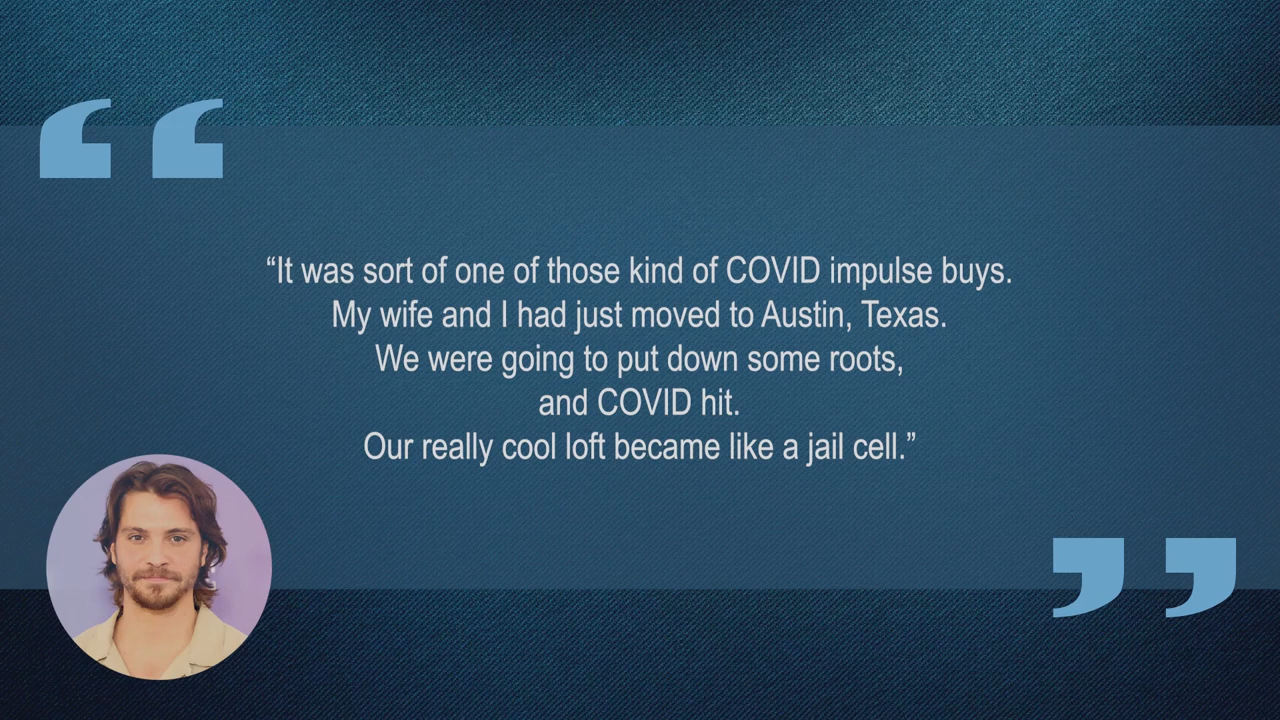 “It was sort of one of those kind of COVID impulse buys.
My wife and I had just moved to Austin, Texas.
We were going to put down some roots,
and COVID hit.
Our really cool loft became like a jail cell.”